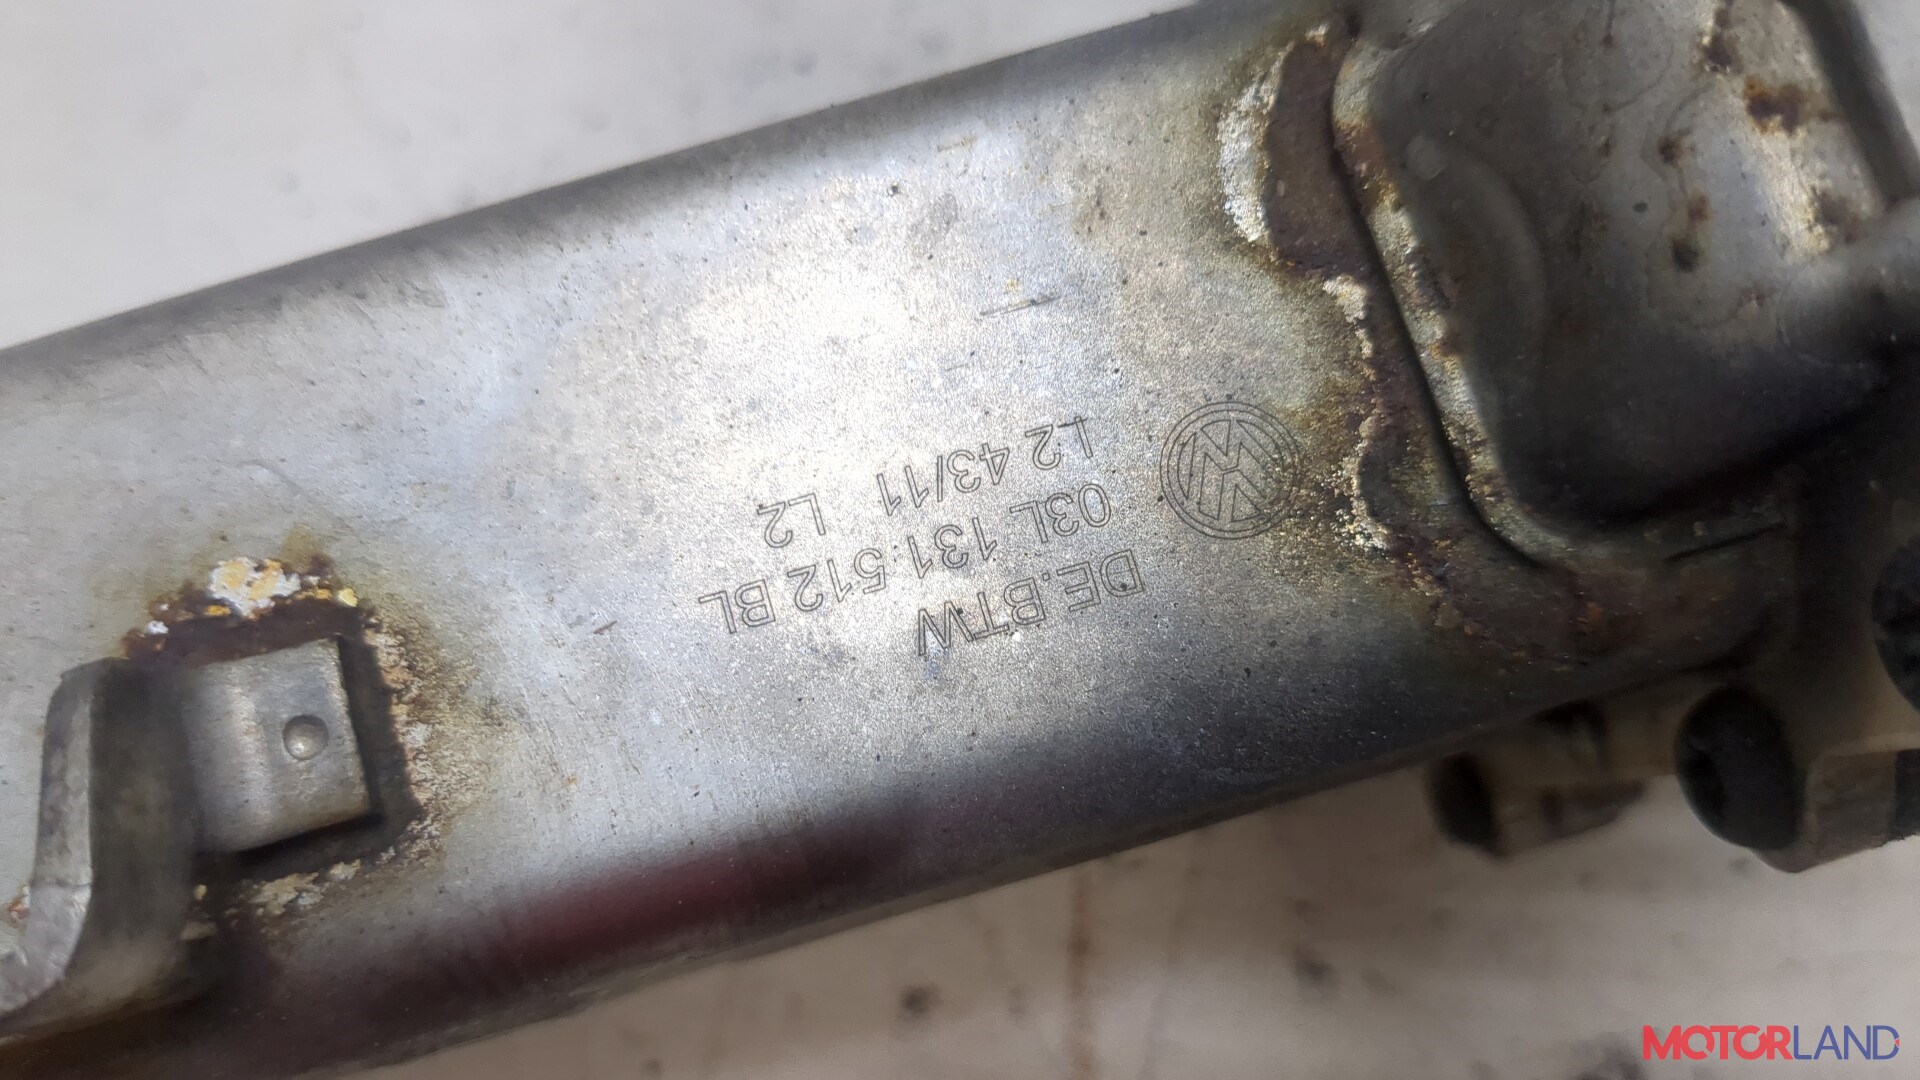 DE.BTW
03L 131.512 BL
L2 43/11 L2
MOTORLAND